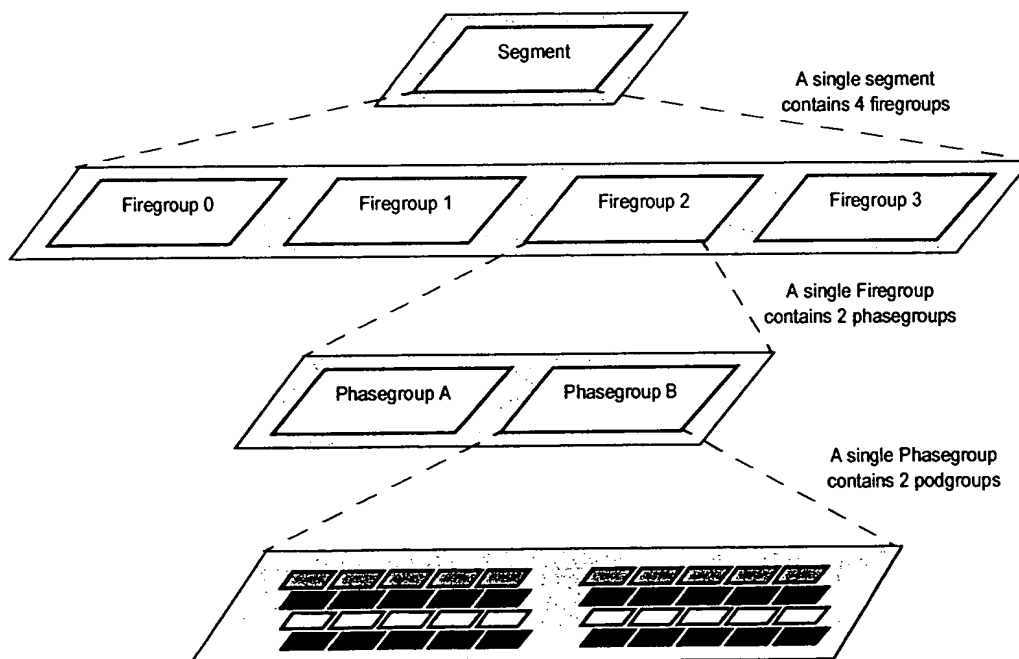 Segment
A single segment
contains 4 firegroups
Firegroup 0
Firegroup 1
Firegroup 2
Firegroup 3
A single Firegroup
contains 2 phasegroups
Phasegroup A
Phasegroup B
A single Phasegroup
contains 2 podgroups